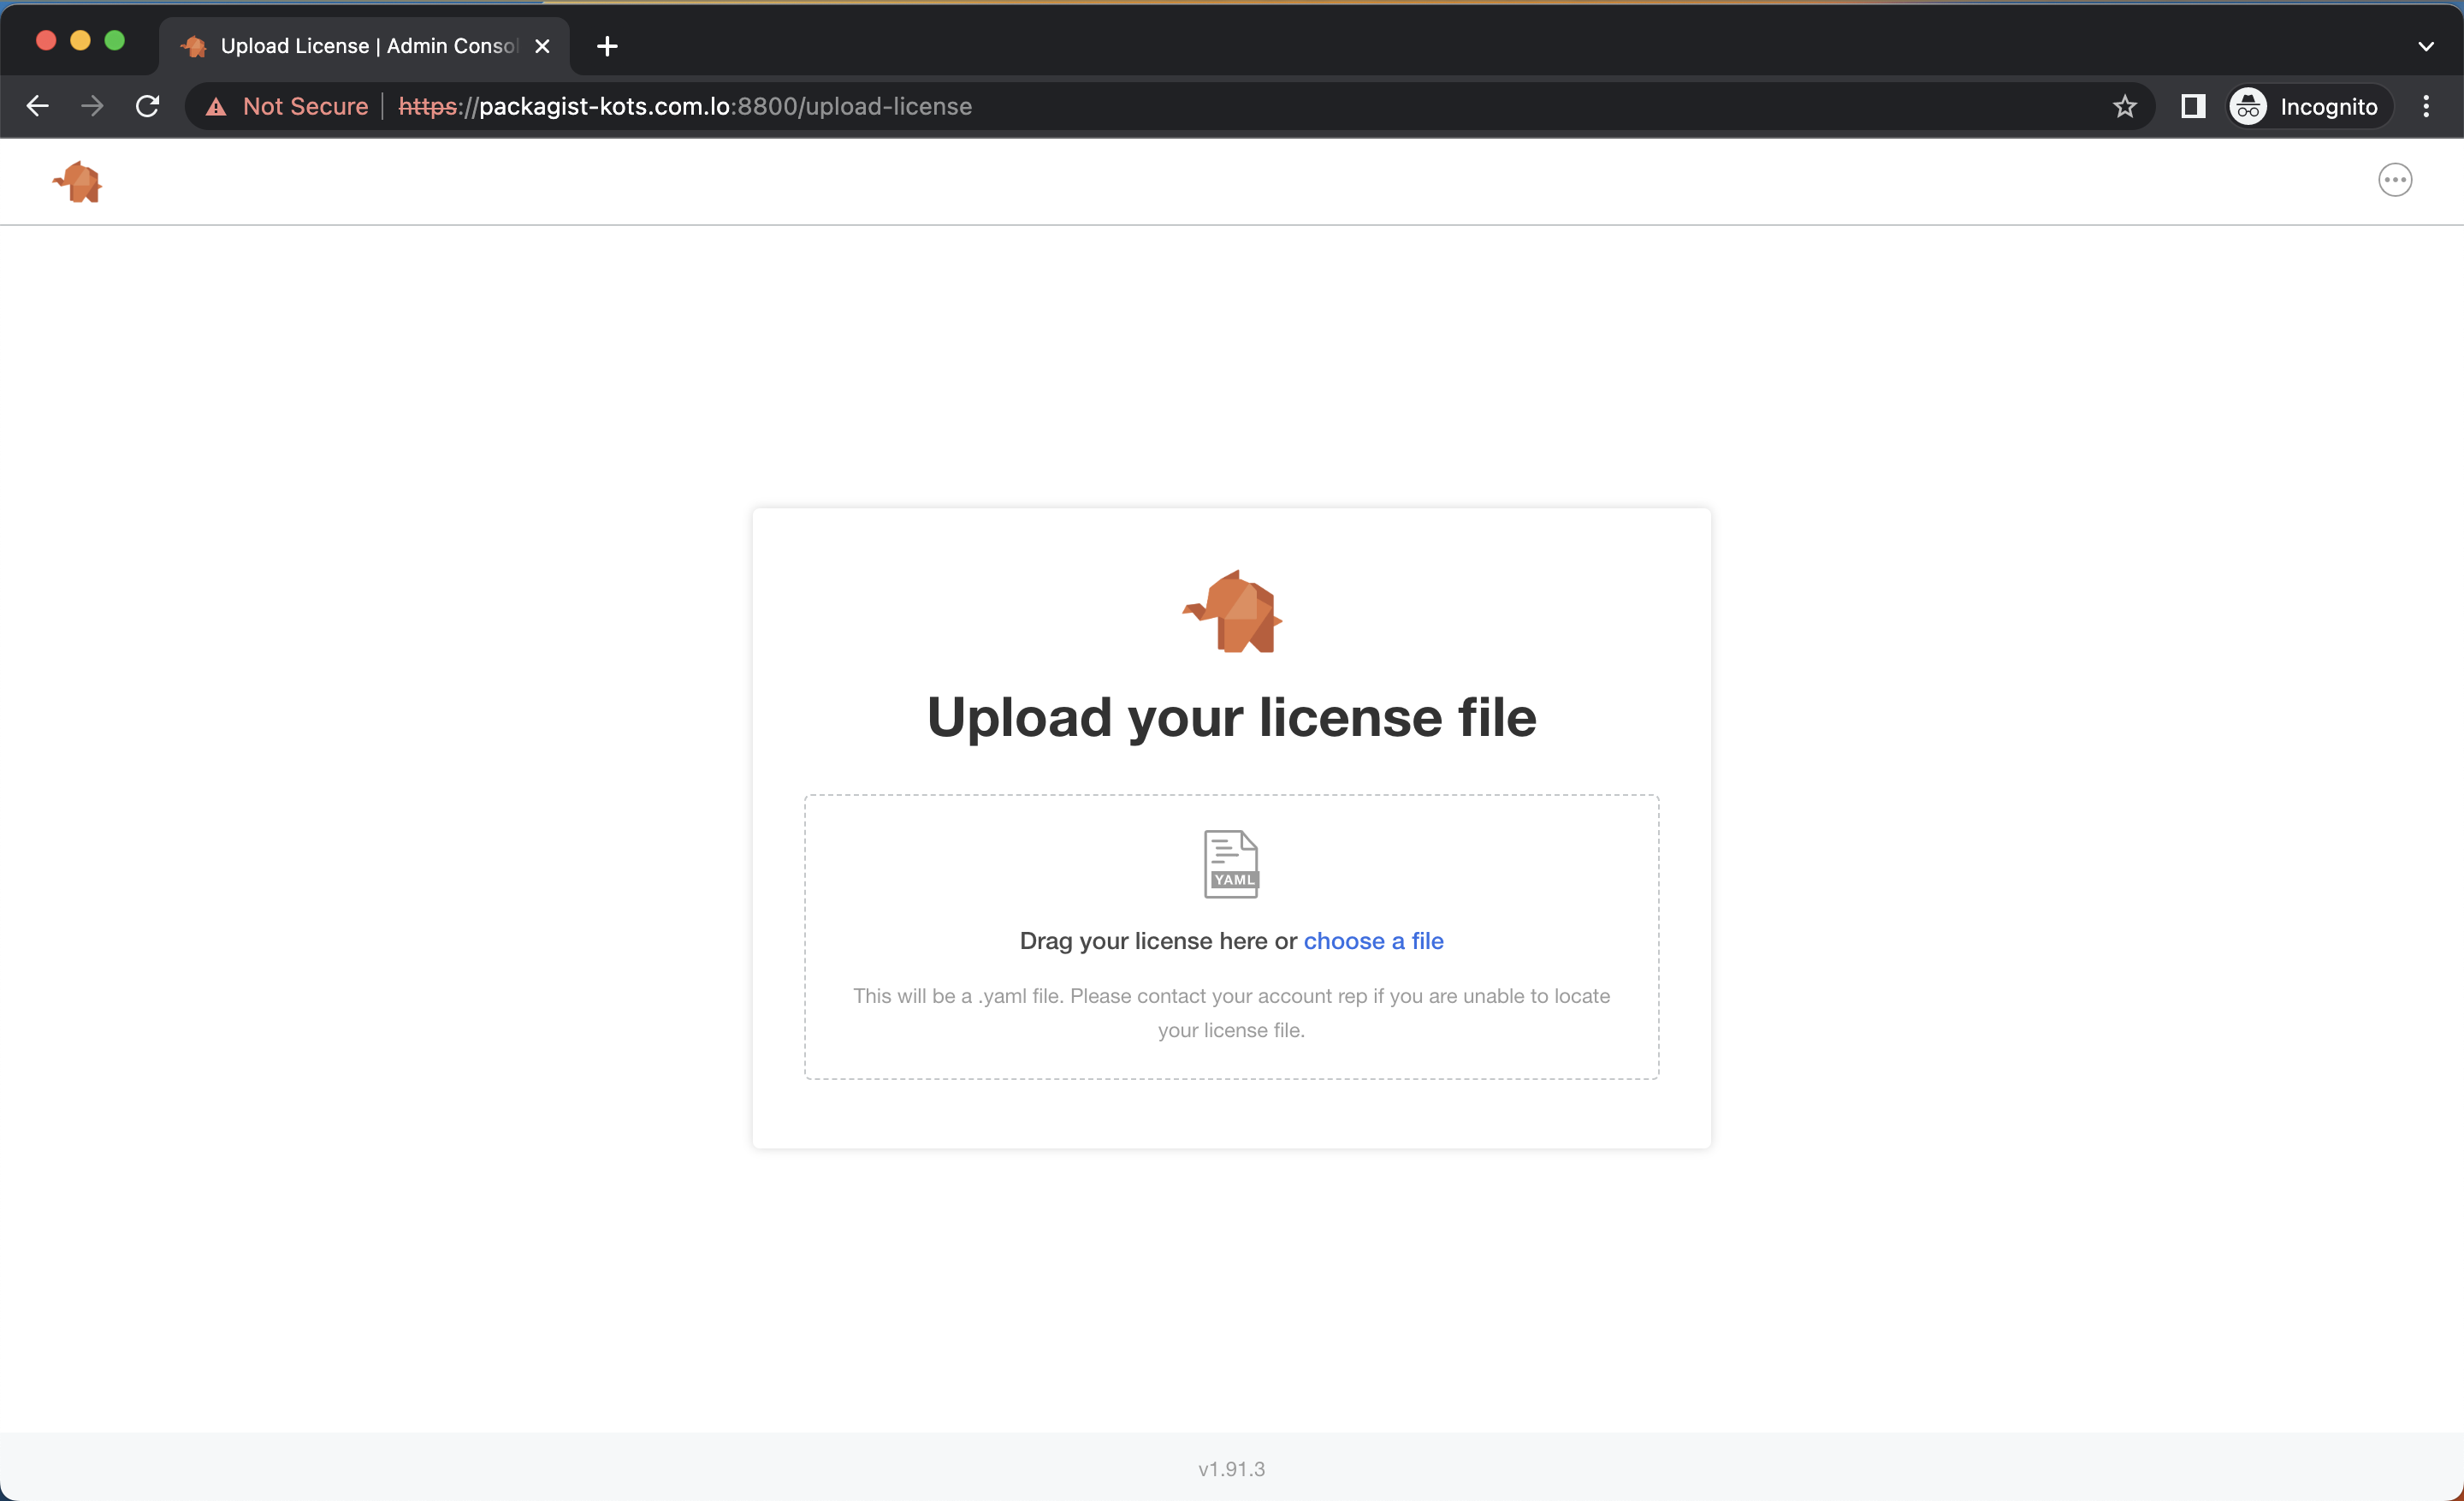 Upload License | Admin Consol
Not Secure
https://packagist-kots.com.lo:8800/upload-license
Incognito
Upload your license file
YAML
Drag your license here or choose a file
This will be a .yaml file. Please contact your account rep if you are unable to locate
your license file.
v1.91.3